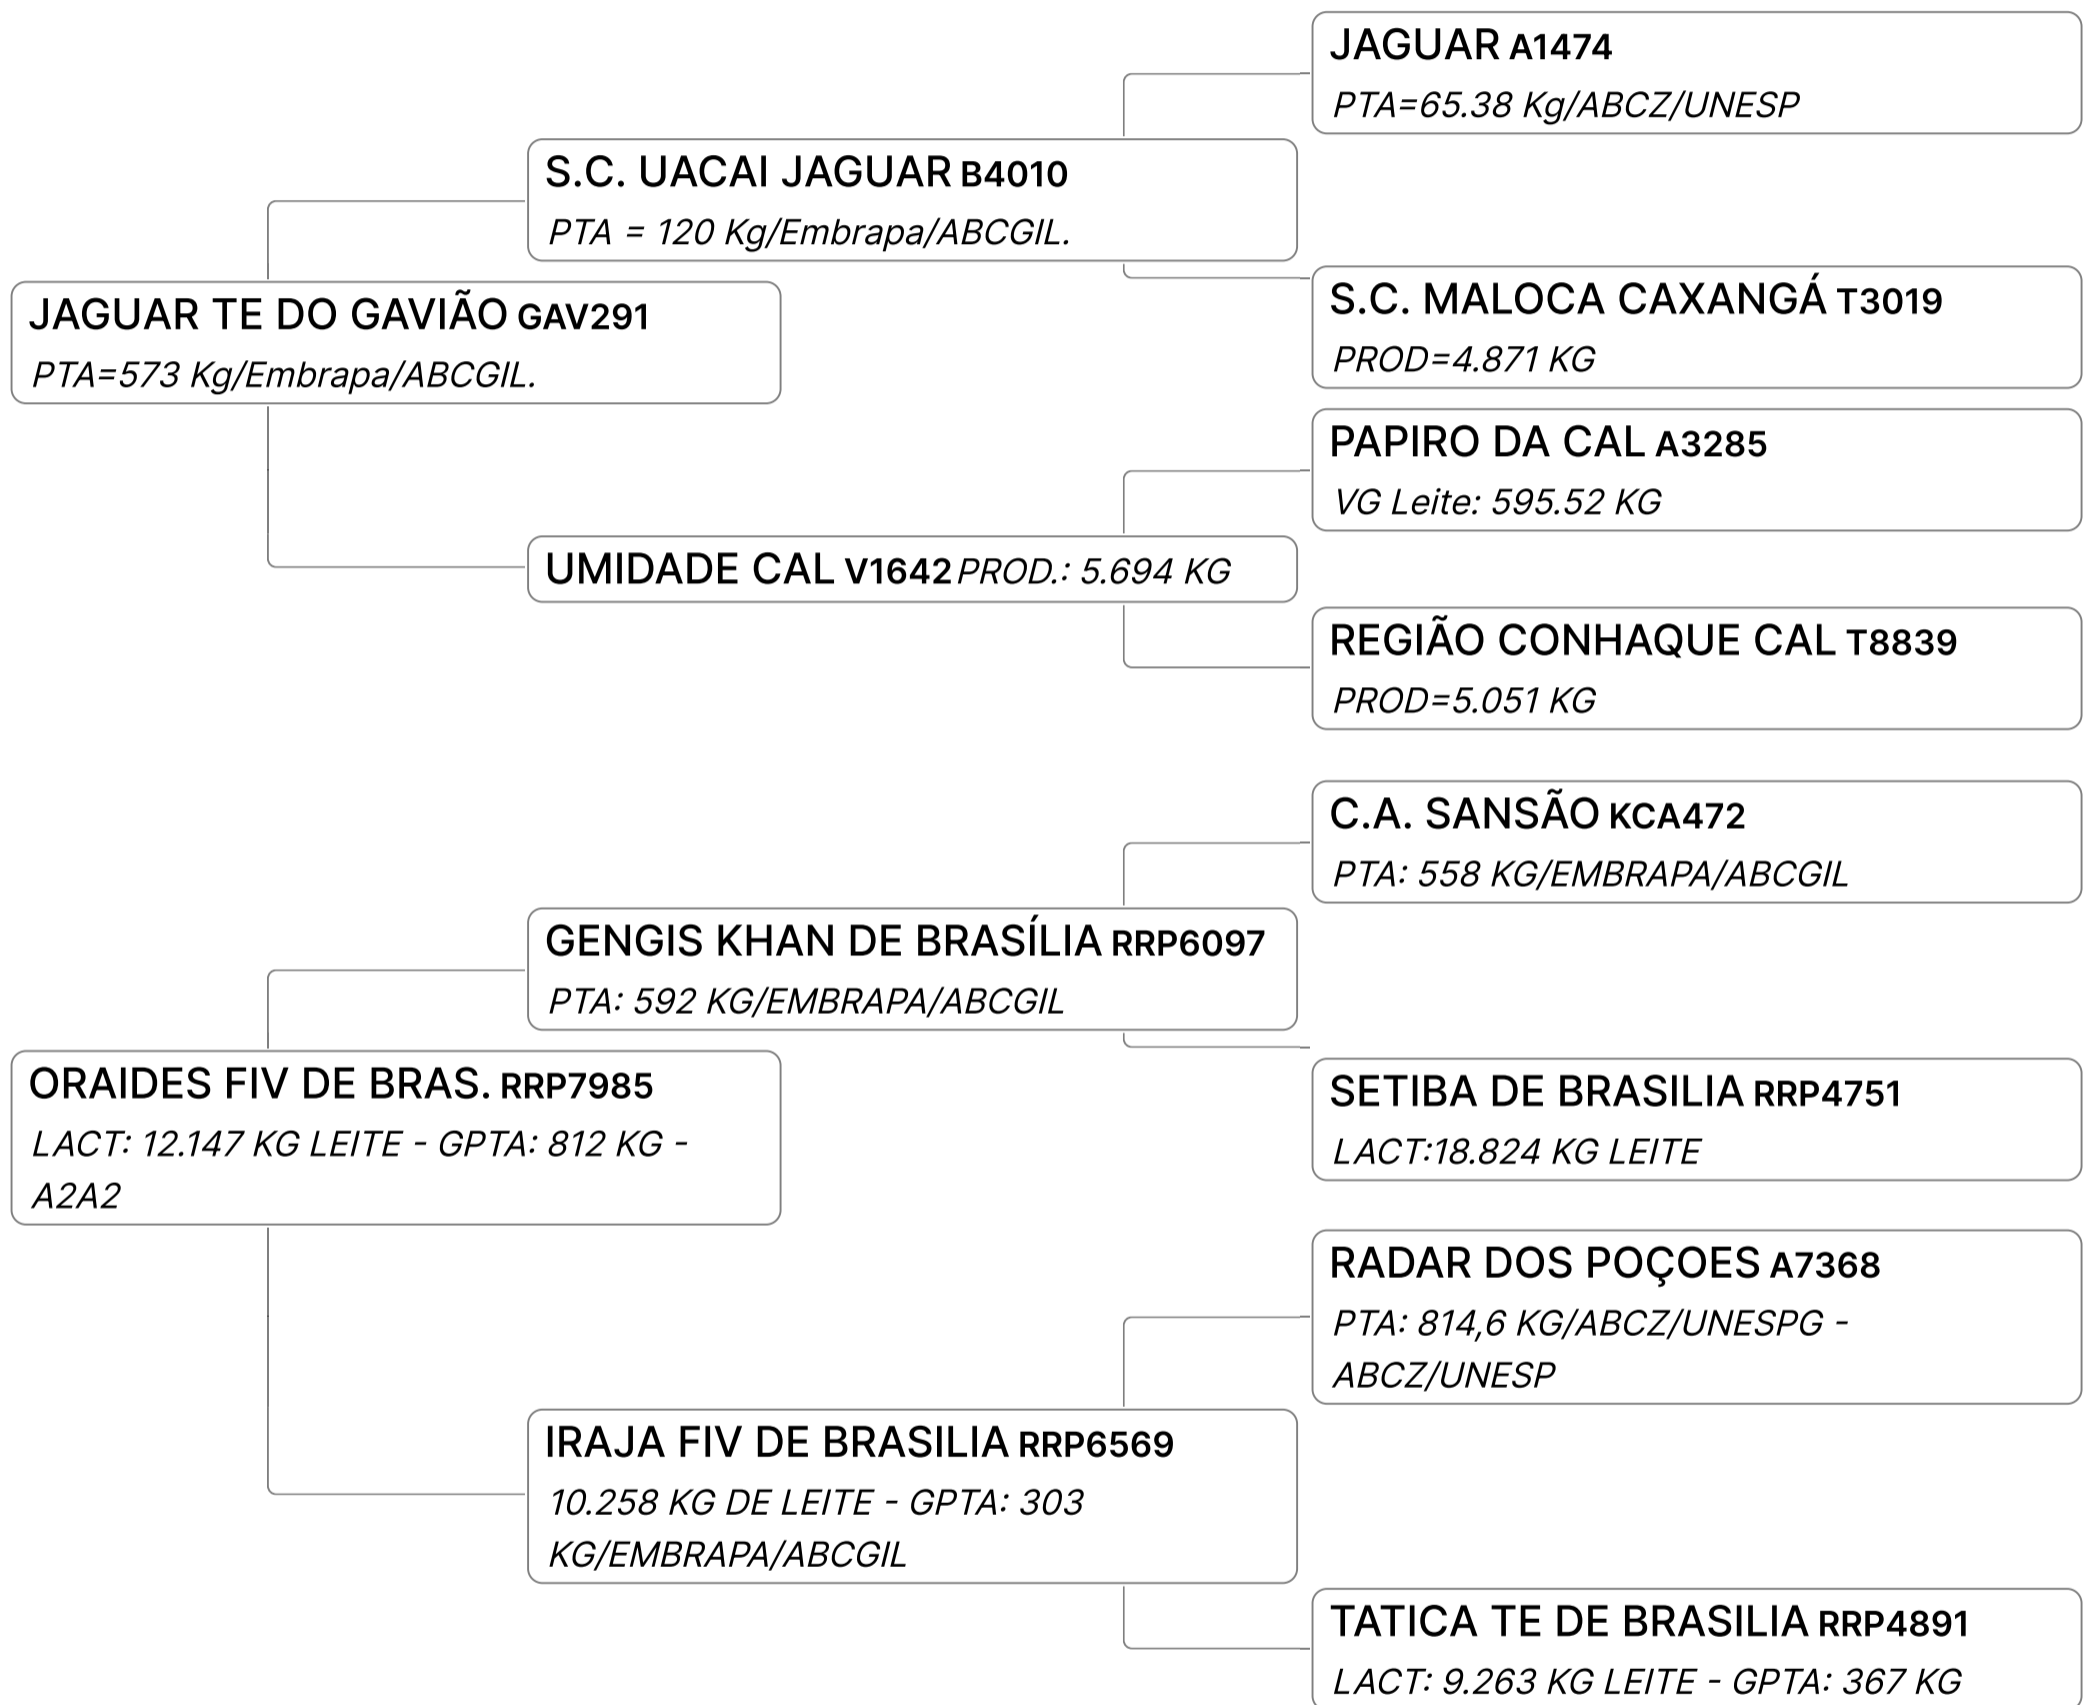 JAGUAR A1474
PTA=65.38 Kg/ABCZ/UNESP
S.C. UACAI JAGUAR B4010
PTA = 120 Kg/Embrapa/ABCGIL.
S.C. MALOCA CAXANGÁ T3019
PROD=4.871 KG
JAGUAR TE DO GAVIÃO GAV291
PTA=573 Kg/Embrapa/ABCGIL.
PAPIRO DA CAL A3285
VG Leite: 595.52 KG
UMIDADE CAL V1642 PROD.: 5.694 KG
REGIÃO CONHAQUE CAL T8839
PROD=5.051 KG
C.A. SANSÃO KCA472
PTA: 558 KG/EMBRAPA/ABCGIL
GENGIS KHAN DE BRASÍLIA RRP6097
PTA: 592 KG/EMBRAPA/ABCGIL
SETIBA DE BRASILIA RRP4751
LACT:18.824 KG LEITE
ORAIDES FIV DE BRAS. RRP7985
LACT: 12.147 KG LEITE - GPTA: 812 KG -
A2A2
RADAR DOS POÇOES A7368
PTA: 814,6 KG/ABCZ/UNESPG -
ABCZ/UNESP
IRAJA FIV DE BRASILIA RRP6569
10.258 KG DE LEITE - GPTA: 303
KG/EMBRAPA/ABCGIL
TATICA TE DE BRASILIA RRP4891
LACT: 9.263 KG LEITE - GPTA: 367 KG